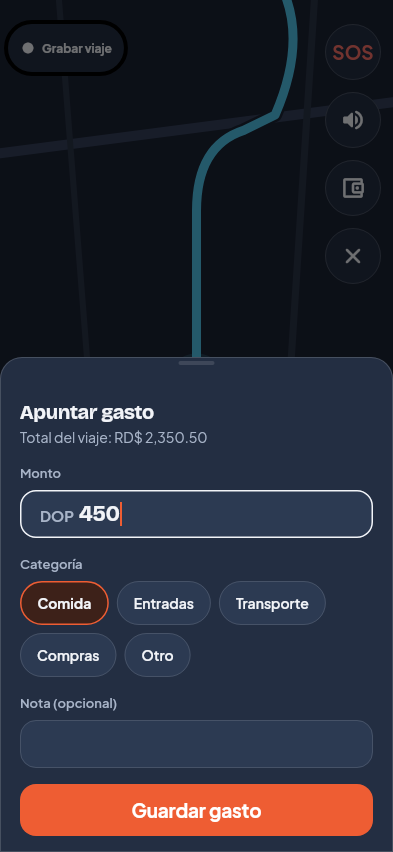 Grabar viaje
SOS
Apuntar gasto
Total del viaje: RD$ 2,350.50
Monto
DOP 450
Categoría
Comida Entradas Transporte
Compras Otro
Nota (opcional)
Guardar gasto